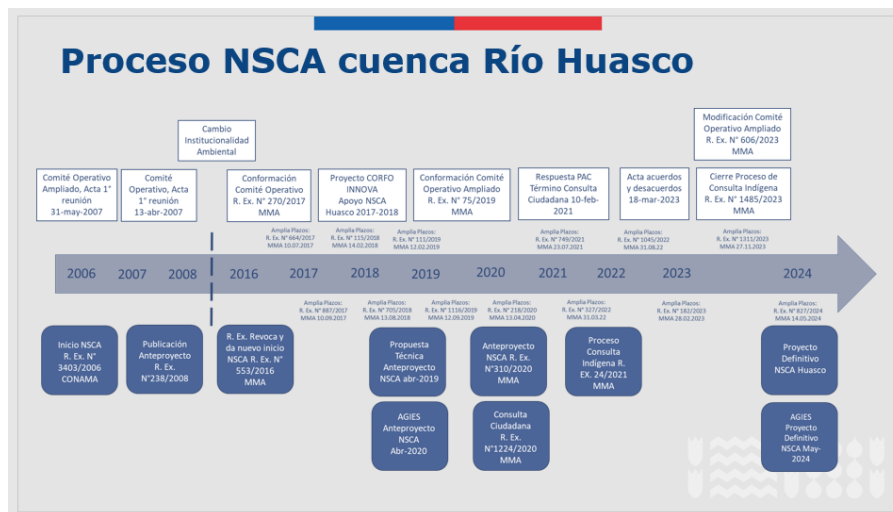 Proceso NSCA cuenca Río Huasco
Cambio
Institucionalidad
Ambiental
Modificación Comité
Operativo Ampliado
R. Ex. N° 606/2023
MMA
Comité Operativo
Ampliado, Acta 1°
reunión
31-may-2007
Comité
Operativo, Acta
1° reunión
13-abr-2007
Conformación
Comité Operativo
R. Ex. N° 270/2017
MMA
Proyecto CORFO
INNOVA
Apoyo NSCA
Huasco 2017-2018
Conformación Comité
Operativo Ampliado
R. Ex. N° 75/2019
MMA
Respuesta PAC
Término Consulta
Ciudadana 10-feb-
2021
Acta acuerdos
y desacuerdos
18-mar-2023
Cierre Proceso de
Consulta Indígena
R. Ex. N° 1485/2023
MMA
Amplia Plazos:
R. Ex. N° 664/2017
MMA 10.07.2017
Amplia Plazos:
R. Ex. N° 115/2018
MMA 14.02.2018
Amplia Plazos:
R. Ex. N° 111/2019
MMA 12.02.2019
Amplia Plazos:
R. Ex. N° 749/2021
MMA 23.07.2021
Amplia Plazos:
R. Ex. N° 1045/2022
MMA 31.08.22
Amplia Plazos:
R. Ex. N° 1311/2023
MMA 27.11.2023
2006 2007 2008 2016 2017 2018 2019 2020 2021 2022 2023 2024
Amplia Plazos:
R. Ex. N° 887/2017
MMA 10.09.2017
Amplia Plazos:
R. Ex. N° 705/2018
MMA 13.08.2018
Amplia Plazos:
R. Ex. N° 1116/2019
MMA 12.09.2019
Amplia Plazos:
R. Ex. N° 218/2020
MMA 13.04.2020
Amplia Plazos:
R. Ex. N° 327/2022
MMA 31.03.22
Amplia Plazos:
R. Ex. N° 182/2023
MMA 28.02.2023
Amplia Plazos:
R. Ex. N° 827/2024
MMA 14.05.2024
Inicio NSCA
R. Ex. N°
3403/2006
CONAMA
Publicación
Anteproyecto
R. Ex.
N°238/2008
R. Ex. Revoca y
da nuevo inicio
NSCA R. Ex. N°
553/2016
MMA
Propuesta
Técnica
Anteproyecto
NSCA abr-2019
Anteproyecto
NSCA R. Ex.
N°310/2020
MMA
Proceso
Consulta
Indígena R.
EX. 24/2021
MMA
Proyecto
Definitivo
NSCA Huasco
AGIES
Anteproyecto
NSCA
Abr-2020
Consulta
Ciudadana
R. Ex.
N°1224/2020
MMA
AGIES
Proyecto
Definitivo
NSCA May-
2024